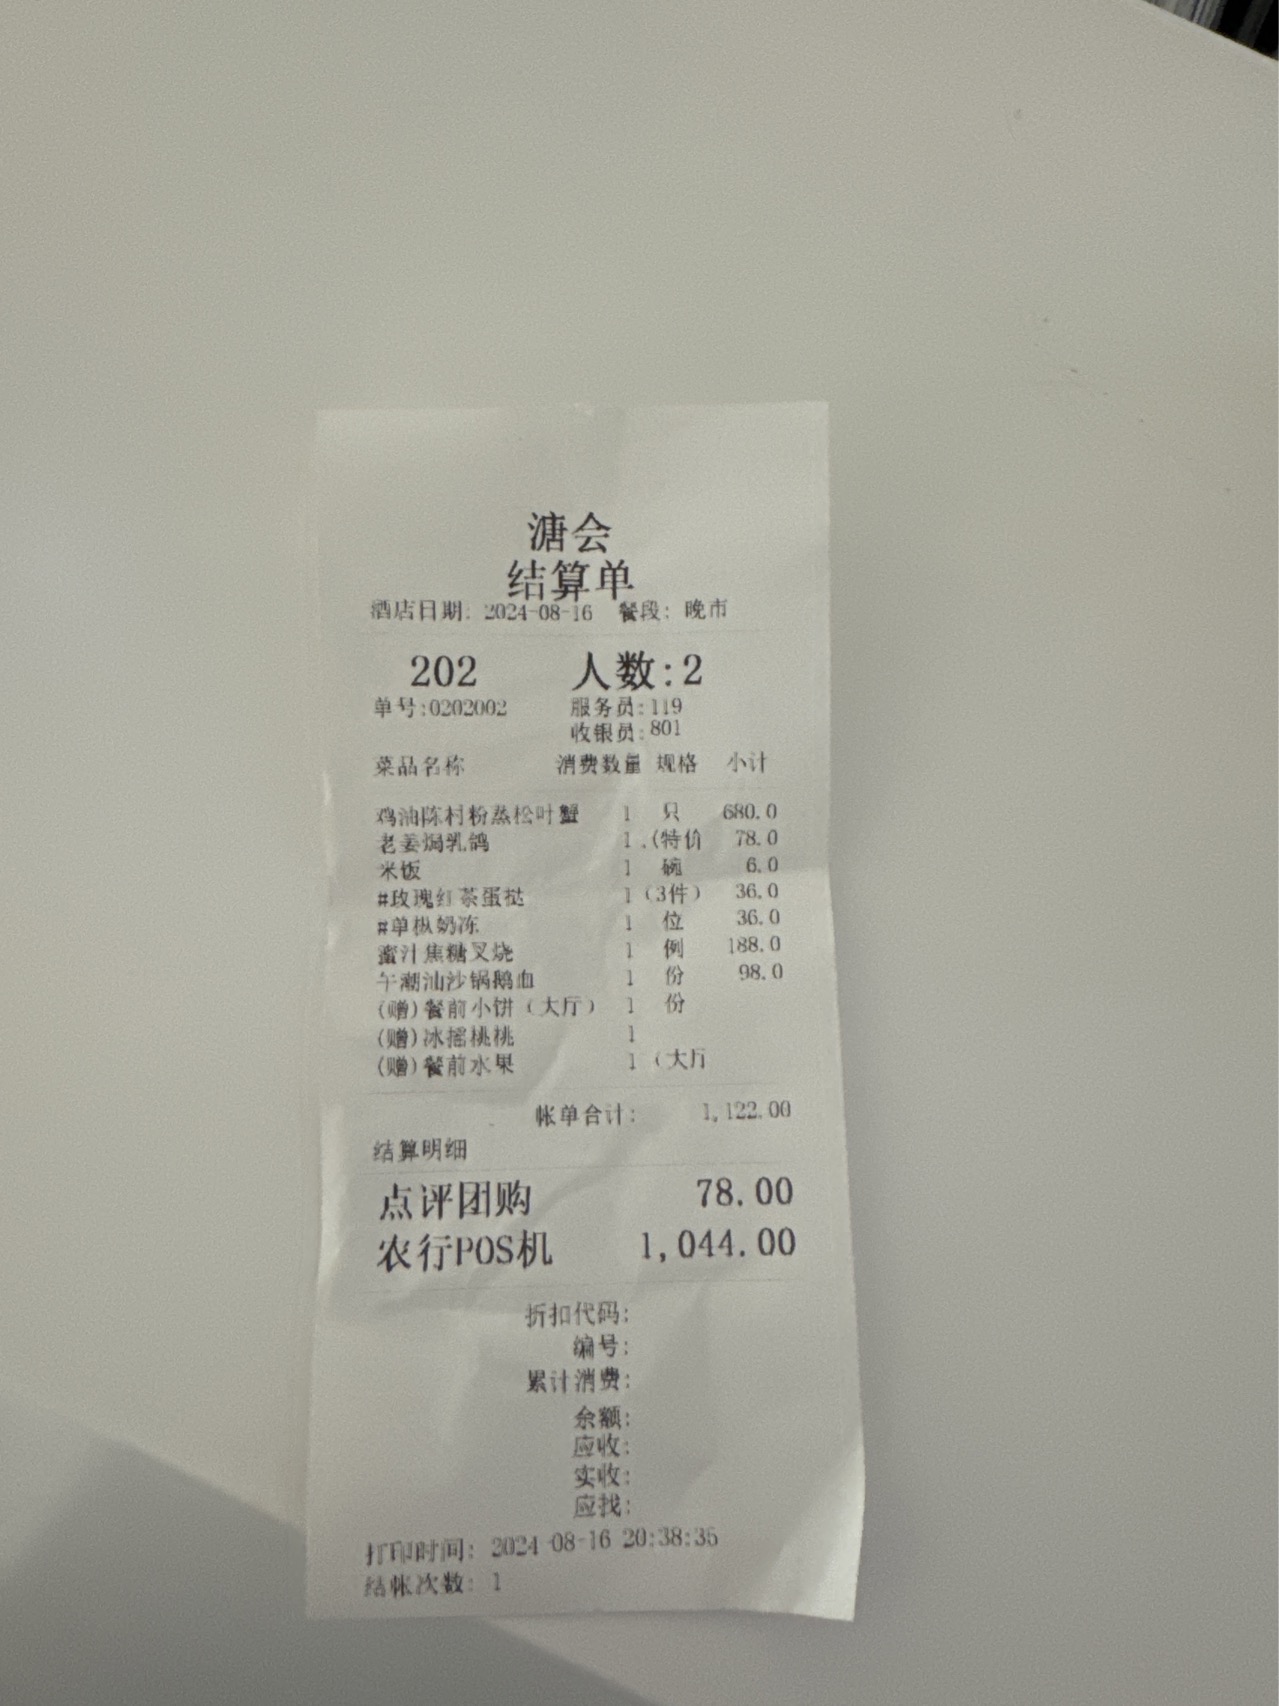 溏会
结算单
酒店日期: 2024-08-16 餐段: 晚市
202 人数:2
单号:0202002 服务员:119
收银员:801
菜品名称 消费数量 规格 小计
鸡油陈村粉蒸松叶蟹 1 只 680.0
老姜焗乳鸽 1 .(特价 78.0
米饭 1 碗 6.0
#玫瑰红茶蛋挞 1 (3件) 36.0
#单枞奶冻 1 位 36.0
蜜汁焦糖叉烧 1 例 188.0
午潮汕沙锅鹅血 1 份 98.0
(赠)餐前小饼(大厅) 1 份
(赠)冰摇桃桃 1
(赠)餐前水果 1 (大厅
帐单合计: 1,122.00
结算明细
点评团购 78.00
农行POS机 1,044.00
折扣代码:
编号:
累计消费:
余额:
应收:
实收:
应找:
打印时间: 2024-08-16 20:38:35
结帐次数: 1